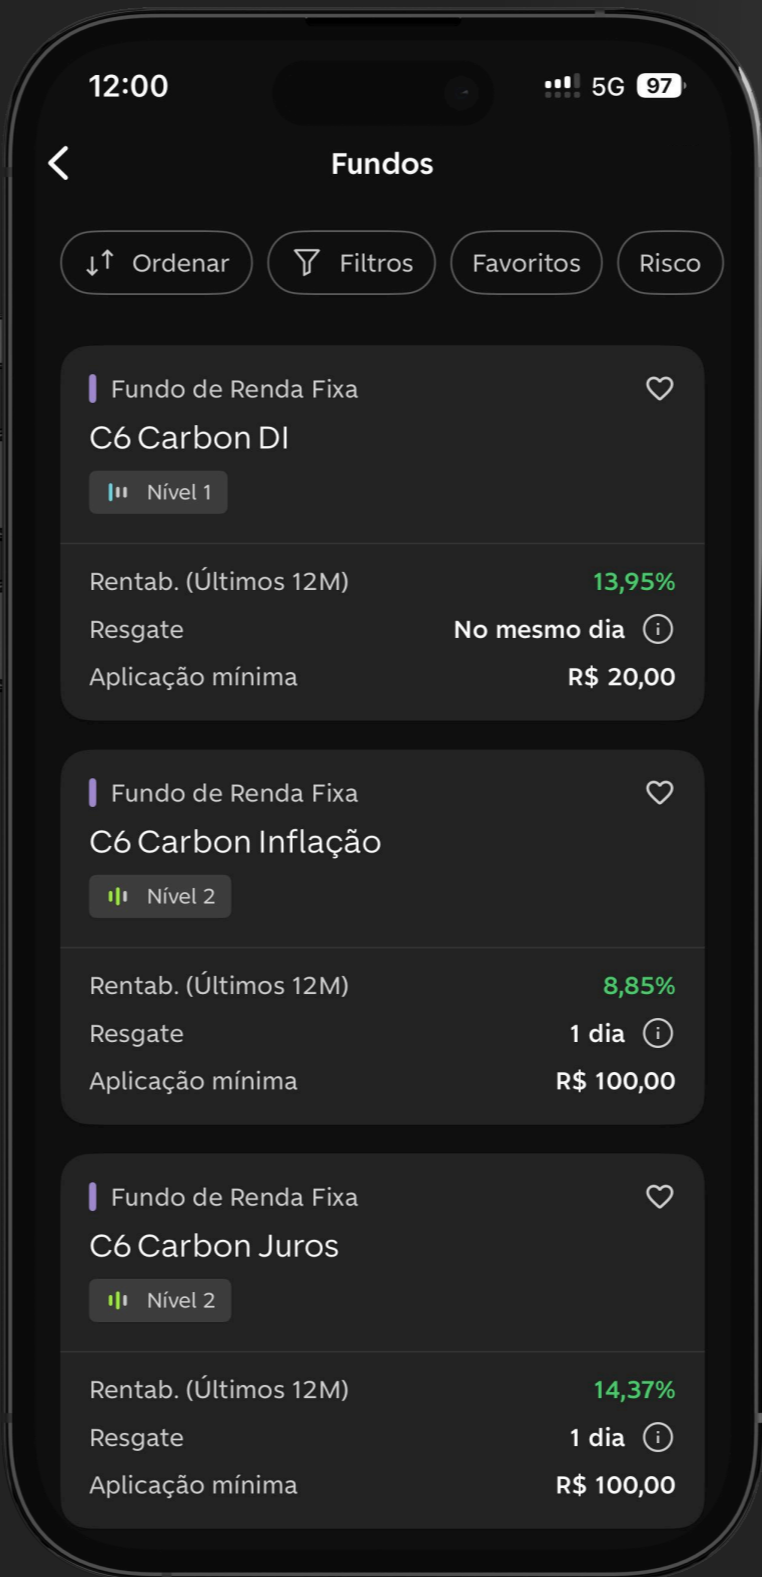 12:00 5G 97
Fundos
Ordenar Filtros Favoritos Risco
Fundo de Renda Fixa
C6 Carbon DI
Nível 1
Rentab. (Últimos 12M) 13,95%
Resgate No mesmo dia
Aplicação mínima R$ 20,00
Fundo de Renda Fixa
C6 Carbon Inflação
Nível 2
Rentab. (Últimos 12M) 8,85%
Resgate 1 dia
Aplicação mínima R$ 100,00
Fundo de Renda Fixa
C6 Carbon Juros
Nível 2
Rentab. (Últimos 12M) 14,37%
Resgate 1 dia
Aplicação mínima R$ 100,00